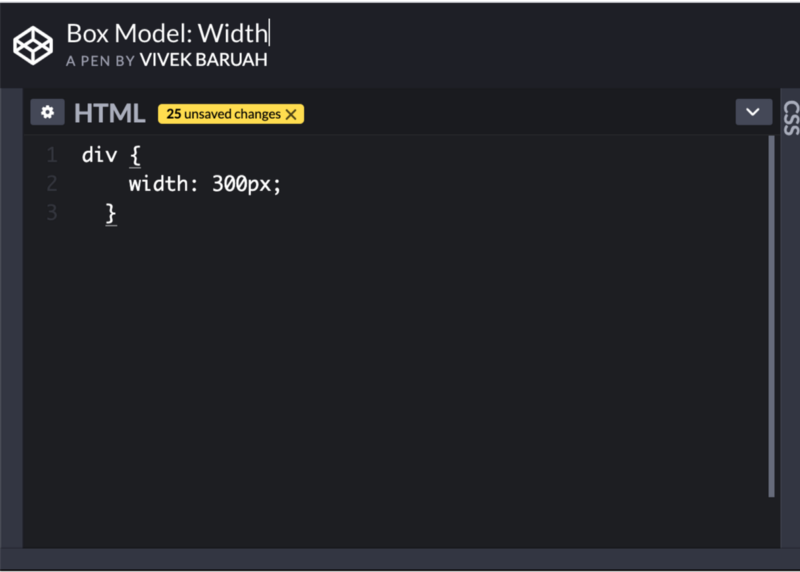 Box Model: Width
A PEN BY VIVEK BARUAH
HTML 25 unsaved changes ×
CSS
1 div {
2 width: 300px;
3 }